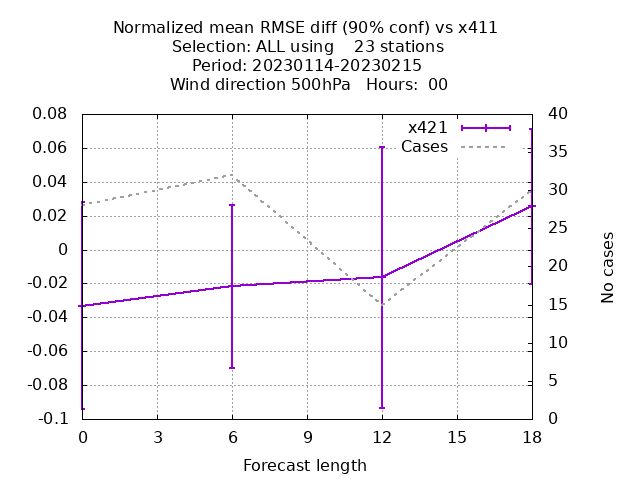 Normalized mean RMSE diff (90% conf) vs x411
Selection: ALL using    23 stations
Period: 20230114-20230215
Wind direction 500hPa   Hours:  00
0.08
0.06
0.04
0.02
0
-0.02
-0.04
-0.06
-0.08
-0.1
x421
Cases
40
35
30
25
20
15
10
5
0
No cases
0 3 6 9 12 15 18
Forecast length